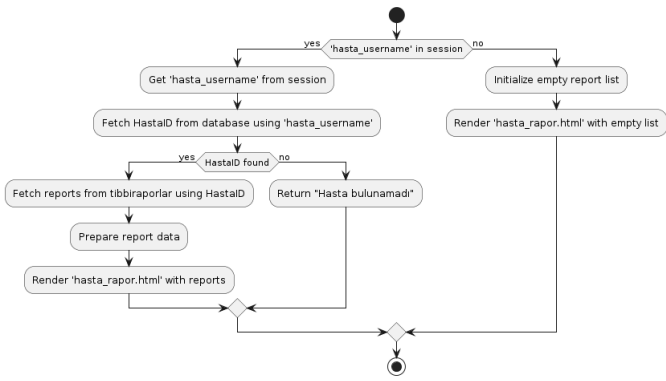 yes
'hasta_username' in session
no
Get 'hasta_username' from session
Initialize empty report list
Fetch HastaID from database using 'hasta_username'
Render 'hasta_rapor.html' with empty list
yes
HastaID found
no
Fetch reports from tibbiraporlar using HastaID
Return "Hasta bulunamadı"
Prepare report data
Render 'hasta_rapor.html' with reports